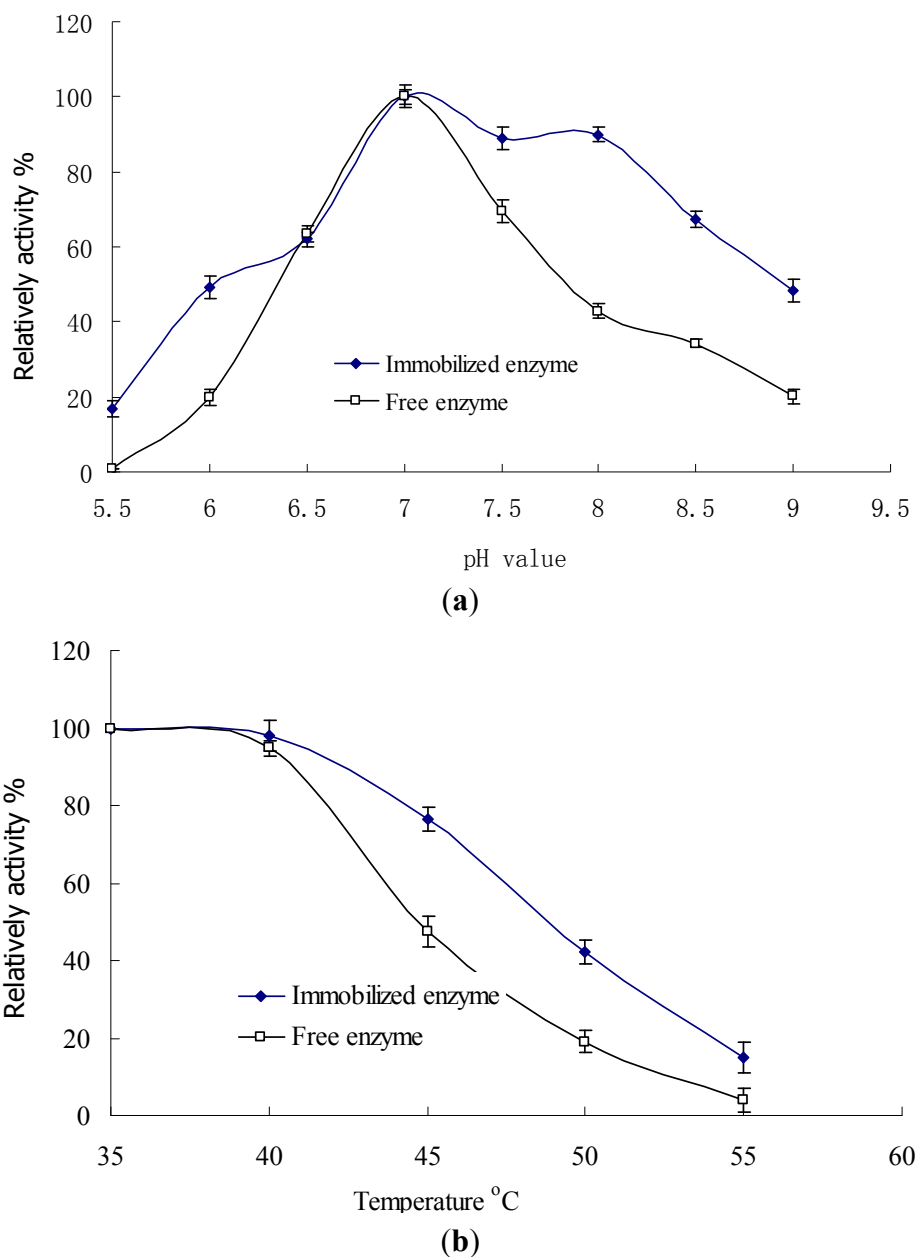 120
100
80
60
40
20
0
Relatively activity %
Immobilized enzyme
Free enzyme
5.5 6 6.5 7 7.5 8 8.5 9 9.5
pH value
(a)
120
100
80
60
40
20
0
Relatively activity %
Immobilized enzyme
Free enzyme
35 40 45 50 55 60
Temperature °C
(b)